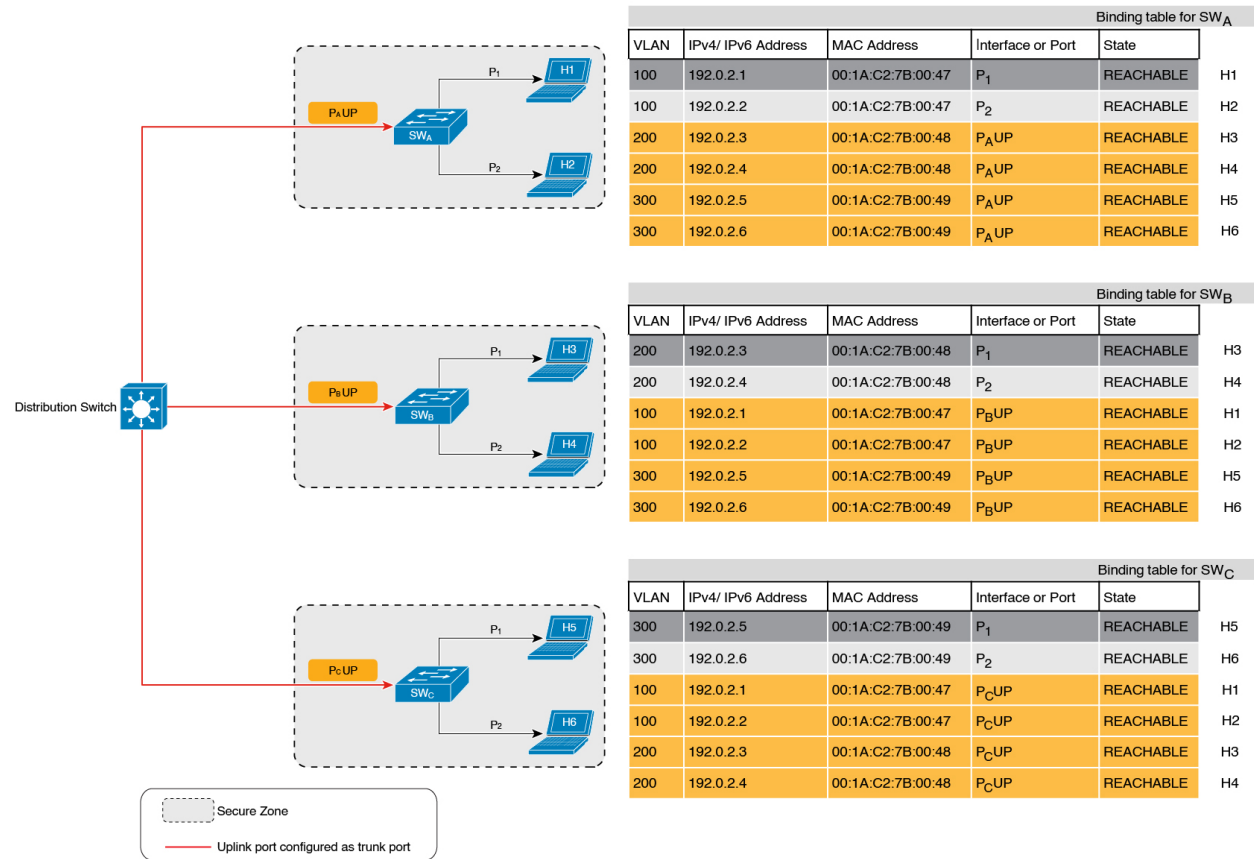 Binding table for SWA
VLAN IPv4/ IPv6 Address MAC Address Interface or Port State
100 192.0.2.1 00:1A:C2:7B:00:47 P1 REACHABLE H1
100 192.0.2.2 00:1A:C2:7B:00:47 P2 REACHABLE H2
200 192.0.2.3 00:1A:C2:7B:00:48 PAUP REACHABLE H3
200 192.0.2.4 00:1A:C2:7B:00:48 PAUP REACHABLE H4
300 192.0.2.5 00:1A:C2:7B:00:49 PAUP REACHABLE H5
300 192.0.2.6 00:1A:C2:7B:00:49 PAUP REACHABLE H6
P1
H1
PAUP
SWA
P2
H2
Binding table for SWB
VLAN IPv4/ IPv6 Address MAC Address Interface or Port State
200 192.0.2.3 00:1A:C2:7B:00:48 P1 REACHABLE H3
200 192.0.2.4 00:1A:C2:7B:00:48 P2 REACHABLE H4
100 192.0.2.1 00:1A:C2:7B:00:47 PBUP REACHABLE H1
100 192.0.2.2 00:1A:C2:7B:00:47 PBUP REACHABLE H2
300 192.0.2.5 00:1A:C2:7B:00:49 PBUP REACHABLE H5
300 192.0.2.6 00:1A:C2:7B:00:49 PBUP REACHABLE H6
P1
H3
PBUP
Distribution Switch
SWB
P2
H4
Binding table for SWC
VLAN IPv4/ IPv6 Address MAC Address Interface or Port State
300 192.0.2.5 00:1A:C2:7B:00:49 P1 REACHABLE H5
300 192.0.2.6 00:1A:C2:7B:00:49 P2 REACHABLE H6
100 192.0.2.1 00:1A:C2:7B:00:47 PCUP REACHABLE H1
100 192.0.2.2 00:1A:C2:7B:00:47 PCUP REACHABLE H2
200 192.0.2.3 00:1A:C2:7B:00:48 PCUP REACHABLE H3
200 192.0.2.4 00:1A:C2:7B:00:48 PCUP REACHABLE H4
P1
H5
PCUP
SWC
P2
H6
Secure Zone
Uplink port configured as trunk port